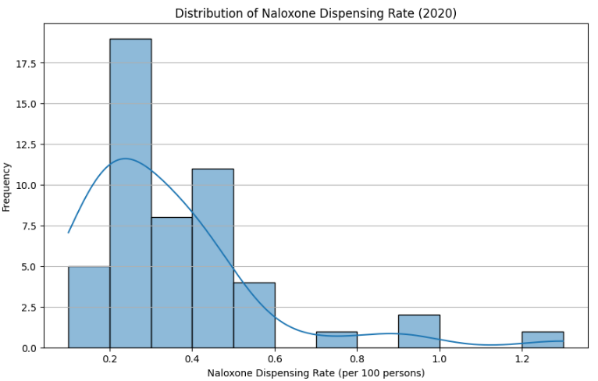 Distribution of Naloxone Dispensing Rate (2020)
17.5
15.0
12.5
10.0
7.5
5.0
2.5
0.0
Frequency
0.2 0.4 0.6 0.8 1.0 1.2
Naloxone Dispensing Rate (per 100 persons)